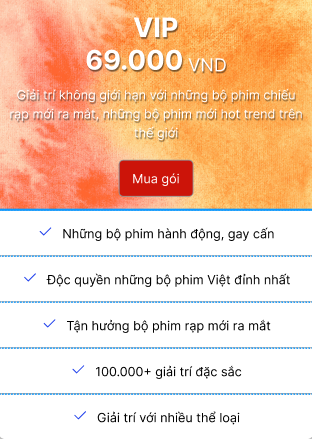 VIP
69.000 VND
Giải trí không giới hạn với những bộ phim chiếu
rạp mới ra mắt, những bộ phim mới hot trend trên
thế giới
Mua gói
Những bộ phim hành động, gay cấn
Độc quyền những bộ phim Việt đỉnh nhất
Tận hưởng bộ phim rạp mới ra mắt
100.000+ giải trí đặc sắc
Giải trí với nhiều thể loại